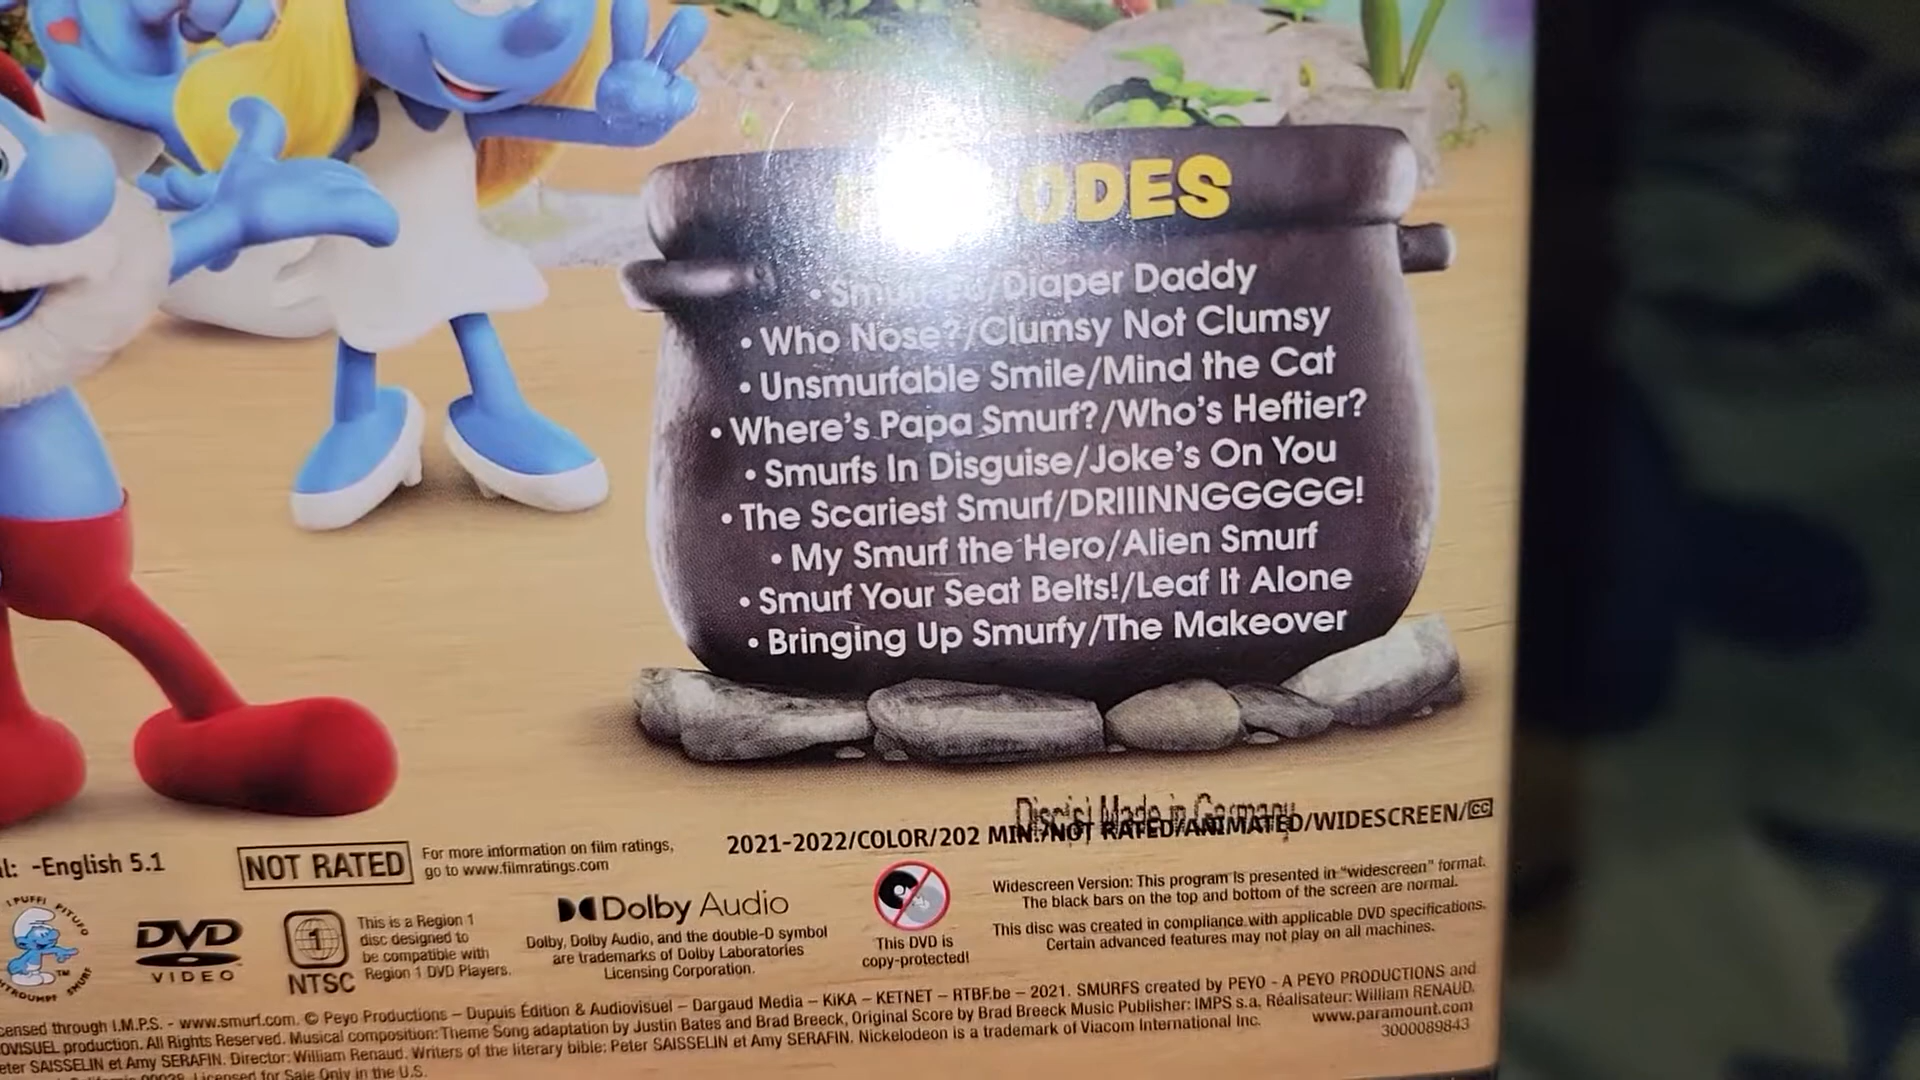 ODES
/Diaper Daddy
• Who Nose?/Clumsy Not Clumsy
• Unsmurfable Smile/Mind the Cat
• Where's Papa Smurf?/Who's Heftier?
• Smurfs In Disguise/Joke's On You
• The Scariest Smurf/DRIIINNGGGGG!
• My Smurf the Hero/Alien Smurf
• Smurf Your Seat Belts!/Leaf It Alone
• Bringing Up Smurfy/The Makeover
Disc(s) Made in Germany
2021-2022/COLOR/202 MIN./NOT RATED/ANIMATED/WIDESCREEN/CC
-English 5.1
NOT RATED
For more information on film ratings,
go to www.filmratings.com
I PUFFI PITUFO
SMURF
TM
DVD
VIDEO
1
NTSC
This is a Region 1
disc designed to
be compatible with
Region 1 DVD Players.
Dolby Audio
Dolby, Dolby Audio, and the double-D symbol
are trademarks of Dolby Laboratories
Licensing Corporation.
This DVD is
copy-protected!
Widescreen Version: This program is presented in "widescreen" format.
The black bars on the top and bottom of the screen are normal.
This disc was created in compliance with applicable DVD specifications.
Certain advanced features may not play on all machines.
through I.M.P.S. - www.smurf.com. © Peyo Productions – Dupuis Édition & Audiovisuel – Dargaud Media – KiKA – KETNET – RTBF.be – 2021. SMURFS created by PEYO - A PEYO PRODUCTIONS and
production. All Rights Reserved. Musical composition: Theme Song adaptation by Justin Bates and Brad Breeck, Original Score by Brad Breeck Music Publisher: IMPS s.a. Réalisateur: William RENAUD.
SAISSELIN et Amy SERAFIN. Director: William Renaud. Writers of the literary bible: Peter SAISSELIN et Amy SERAFIN. Nickelodeon is a trademark of Viacom International Inc.
www.paramount.com
3000089843
Licensed for Sale Only in the U.S.